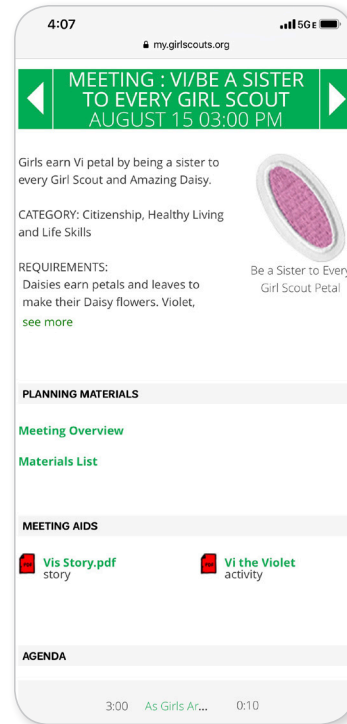 4:07
5GE
my.girlscouts.org
MEETING : VI/BE A SISTER
TO EVERY GIRL SCOUT
AUGUST 15 03:00 PM
Girls earn Vi petal by being a sister to
every Girl Scout and Amazing Daisy.
CATEGORY: Citizenship, Healthy Living
and Life Skills
REQUIREMENTS:
Daisies earn petals and leaves to
make their Daisy flowers. Violet,
see more
Be a Sister to Every
Girl Scout Petal
PLANNING MATERIALS
Meeting Overview
Materials List
MEETING AIDS
Vis Story.pdf
story
Vi the Violet
activity
AGENDA
3:00 As Girls Ar... 0:10